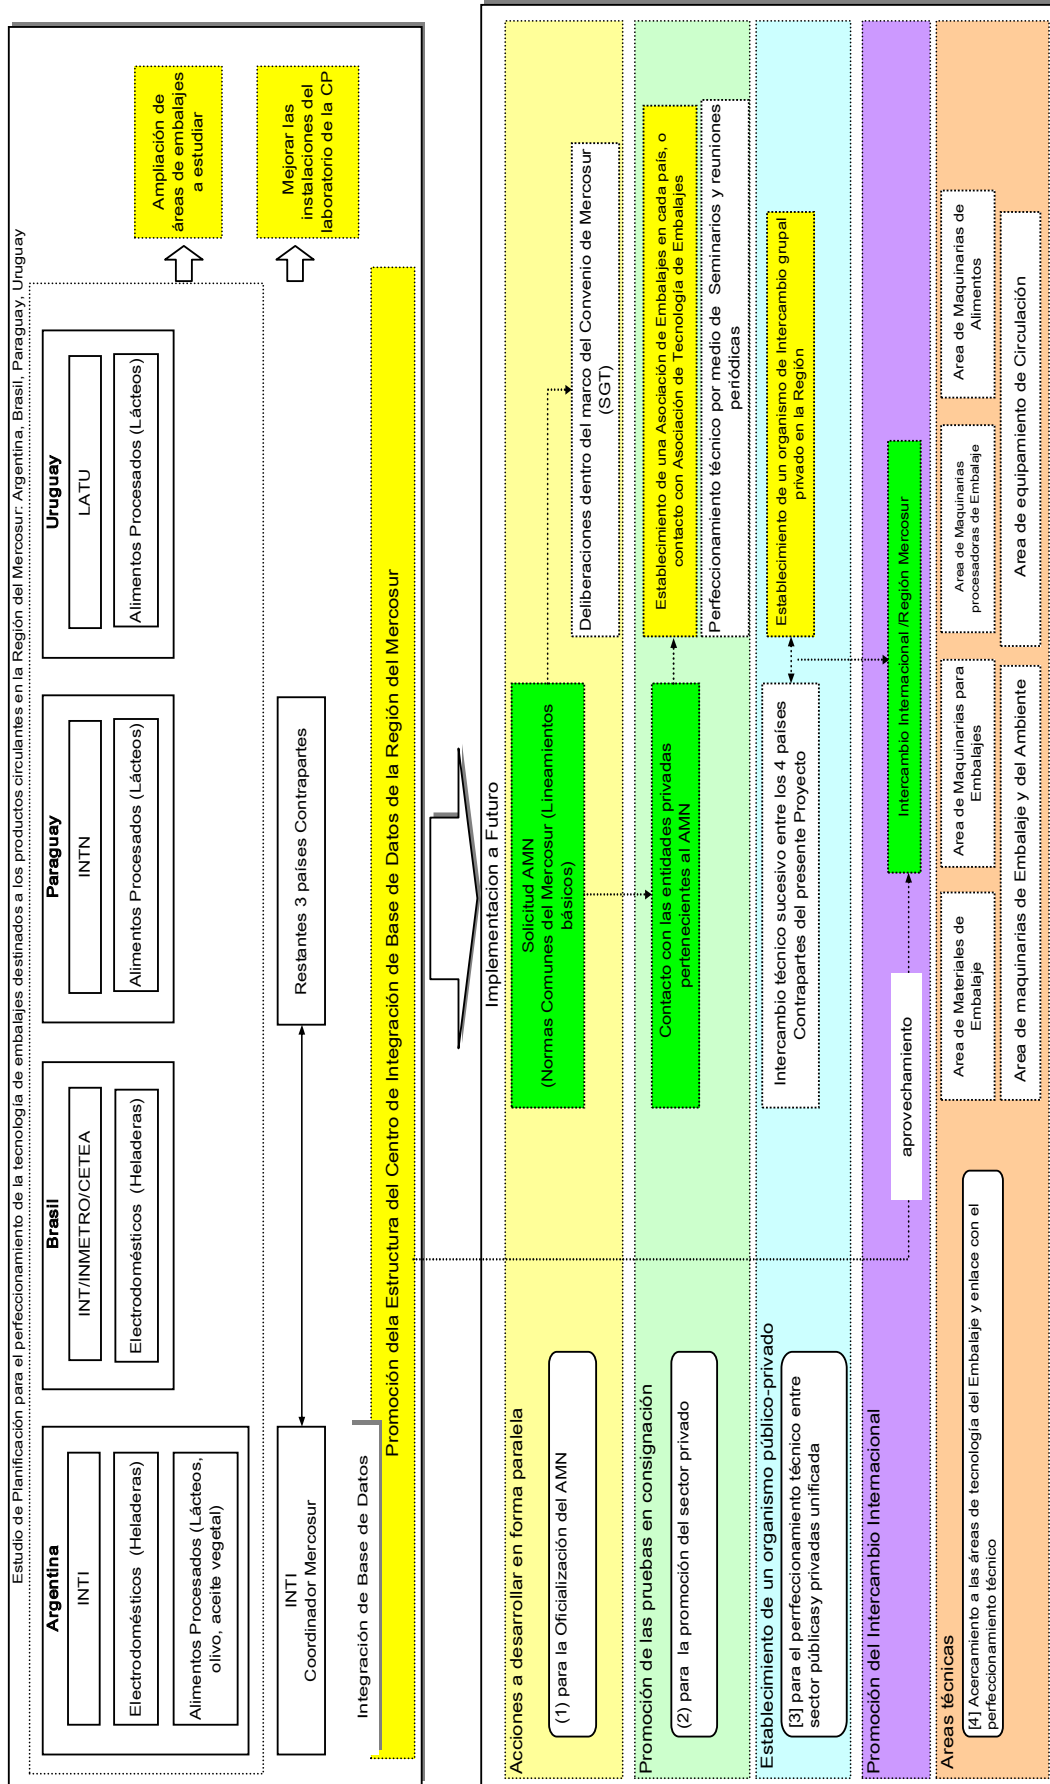 Estudio de Planificación para el perfeccionamiento de la tecnología de embalajes destinados a los productos circulantes en la Región del Mercosur: Argentina, Brasil, Paraguay, Uruguay
Argentina
INTI
Electrodomésticos (Heladeras)
Alimentos Procesados (Lácteos,
olivo, aceite vegetal)
Brasil
INT/INMETRO/CETEA
Electrodomésticos (Heladeras)
Paraguay
INTN
Alimentos Procesados (Lácteos)
Uruguay
LATU
Alimentos Procesados (Lácteos)
Ampliación de
áreas de embalajes
a estudiar
INTI
Coordinador Mercosur
Restantes 3 países Contrapartes
Mejorar las
instalaciones del
laboratorio de la CP
Integración de Base de Datos
Promoción dela Estructura del Centro de Integración de Base de Datos de la Región del Mercosur
Implementacion a Futuro
Acciones a desarrollar en forma paralela
(1) para la Oficialización del AMN
Solicitud AMN
(Normas Comunes del Mercosur (Lineamientos
básicos)
Deliberaciones dentro del marco del Convenio de Mercosur
(SGT)
Promoción de las pruebas en consignación
(2) para la promoción del sector privado
Contacto con las entidades privadas
pertenecientes al AMN
Establecimiento de una Asociación de Embalajes en cada país, o
contacto con Asociación de Tecnología de Embalajes
Perfeccionamiento técnico por medio de Seminarios y reuniones
periódicas
Establecimiento de un organismo público-privado
[3] para el perfeccionamiento técnico entre
sector públicasy privadas unificada
Intercambio técnico sucesivo entre los 4 países
Contrapartes del presente Proyecto
Establecimiento de un organismo de Intercambio grupal
privado en la Región
Promoción del Intercambio Internacional
aprovechamiento
Intercambio Internacional /Región Mercosur
Areas técnicas
[4] Acercamiento a las áreas de tecnología del Embalaje y enlace con el
perfeccionamiento técnico
Area de Materiales de
Embalaje
Area de Maquinarias para
Embalajes
Area de Maquinarias
procesadoras de Embalaje
Area de Maquinarias de
Alimentos
Area de maquinarias de Embalaje y del Ambiente
Area de equipamiento de Circulación